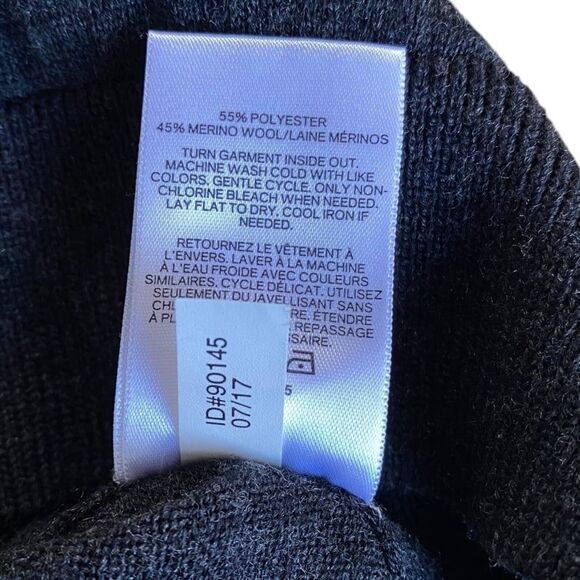 55% POLYESTER
45% MERINO WOOL/LAINE MÉRINOS
TURN GARMENT INSIDE OUT.
MACHINE WASH COLD WITH LIKE
COLORS. GENTLE CYCLE. ONLY NON-
CHLORINE BLEACH WHEN NEEDED.
LAY FLAT TO DRY. COOL IRON IF
NEEDED.
RETOURNEZ LE VÊTEMENT À
L'ENVERS. LAVER À LA MACHINE
À L'EAU FROIDE AVEC COULEURS
SIMILAIRES. CYCLE DÉLICAT. UTILISEZ
SEULEMENT DU JAVELLISANT SANS
ÉTENDRE
REPASSAGE
5
ID#90145
07/17